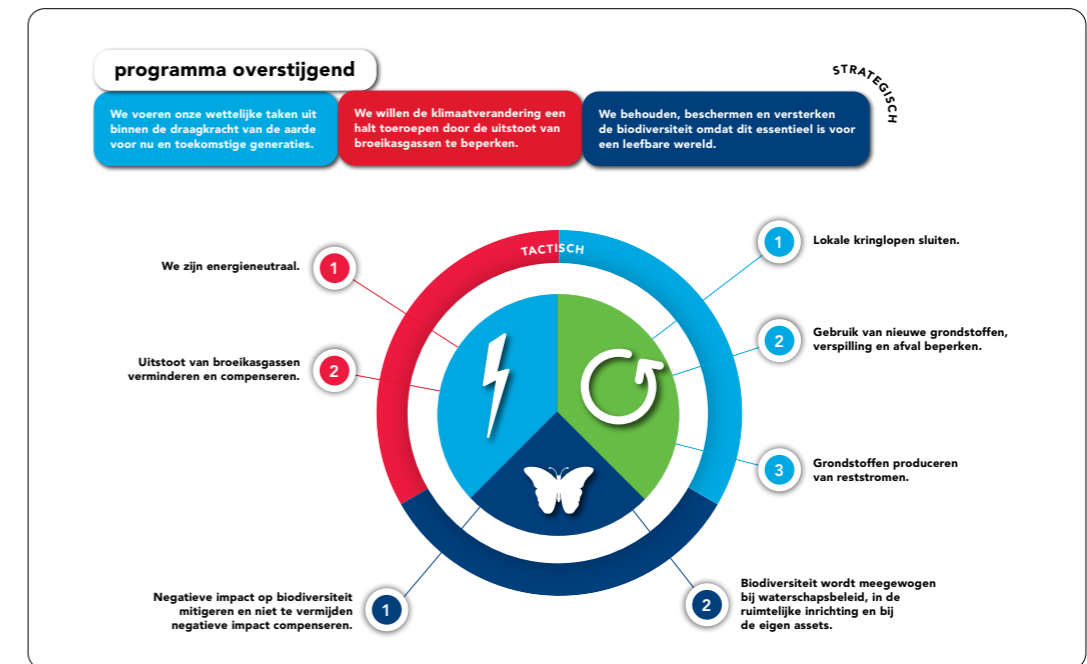 programma overstijgend
STRATEGISCH
We voeren onze wettelijke taken uit
binnen de draagkracht van de aarde
voor nu en toekomstige generaties.
We willen de klimaatverandering een
halt toeroepen door de uitstoot van
broeikasgassen te beperken.
We behouden, beschermen en versterken
de biodiversiteit omdat dit essentieel is voor
een leefbare wereld.
TACTISCH
We zijn energieneutraal.
1
Uitstoot van broeikasgassen
verminderen en compenseren.
2
1
Lokale kringlopen sluiten.
2
Gebruik van nieuwe grondstoffen,
verspilling en afval beperken.
3
Grondstoffen produceren
van reststromen.
Negatieve impact op biodiversiteit
mitigeren en niet te vermijden
negatieve impact compenseren.
1
2
Biodiversiteit wordt meegewogen
bij waterschapsbeleid, in de
ruimtelijke inrichting en bij
de eigen assets.